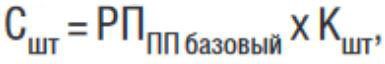 Сшт = РППП базовый х Кшт,